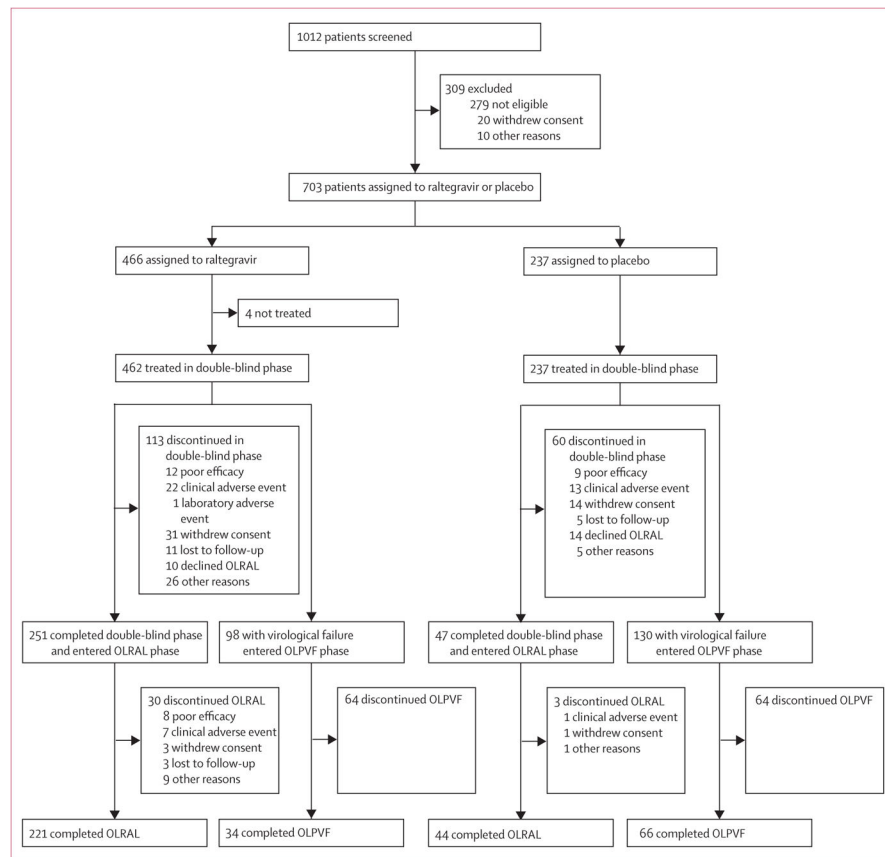 1012 patients screened
309 excluded
279 not eligible
20 withdrew consent
10 other reasons
703 patients assigned to raltegravir or placebo
466 assigned to raltegravir
237 assigned to placebo
4 not treated
462 treated in double-blind phase
237 treated in double-blind phase
113 discontinued in
double-blind phase
12 poor efficacy
22 clinical adverse event
1 laboratory adverse
event
31 withdrew consent
11 lost to follow-up
10 declined OLRAL
26 other reasons
60 discontinued in
double-blind phase
9 poor efficacy
13 clinical adverse event
14 withdrew consent
5 lost to follow-up
14 declined OLRAL
5 other reasons
251 completed double-blind phase
and entered OLRAL phase
98 with virological failure
entered OLPVF phase
47 completed double-blind phase
and entered OLRAL phase
130 with virological failure
entered OLPVF phase
30 discontinued OLRAL
8 poor efficacy
7 clinical adverse event
3 withdrew consent
3 lost to follow-up
9 other reasons
64 discontinued OLPVF
3 discontinued OLRAL
1 clinical adverse event
1 withdrew consent
1 other reasons
64 discontinued OLPVF
221 completed OLRAL
34 completed OLPVF
44 completed OLRAL
66 completed OLPVF